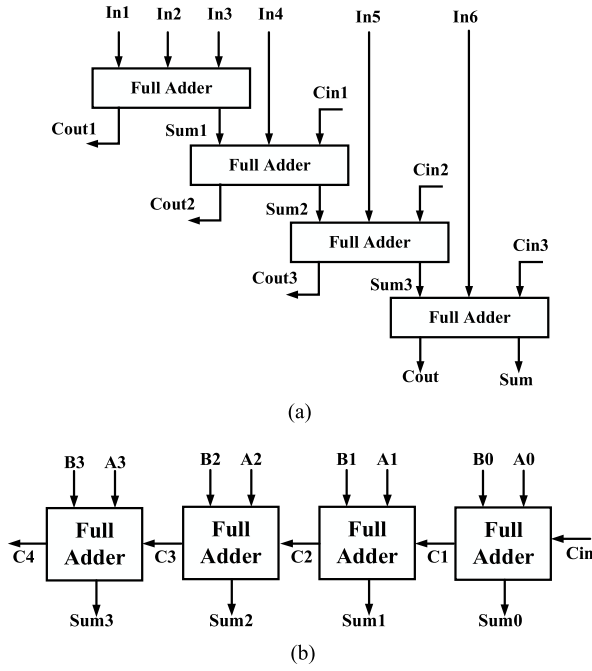 In1 In2 In3 In4 In5 In6
Full Adder
Cin1
Cout1 Sum1
Full Adder
Cin2
Cout2 Sum2
Full Adder
Cin3
Cout3 Sum3
Full Adder
Cout Sum
(a)
B3 A3 B2 A2 B1 A1 B0 A0
Full Full Full Full
Adder Adder Adder Adder
C4 C3 C2 C1 Cin
Sum3 Sum2 Sum1 Sum0
(b)